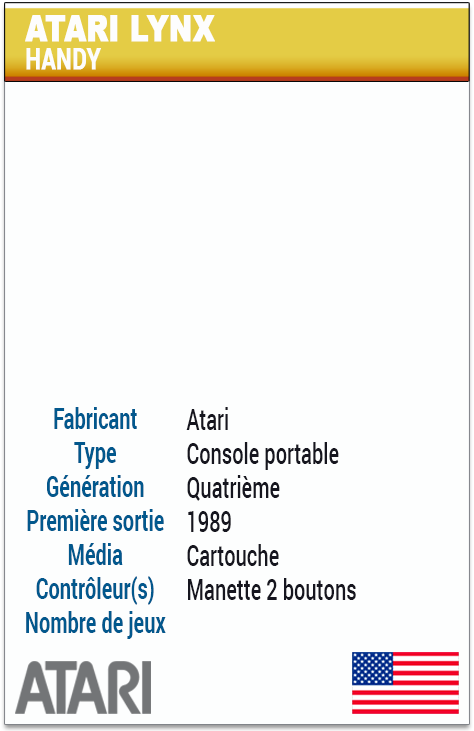 ATARI LYNX
HANDY
Fabricant Atari
Type Console portable
Génération Quatrième
Première sortie 1989
Média Cartouche
Contrôleur(s) Manette 2 boutons
Nombre de jeux
ATARI